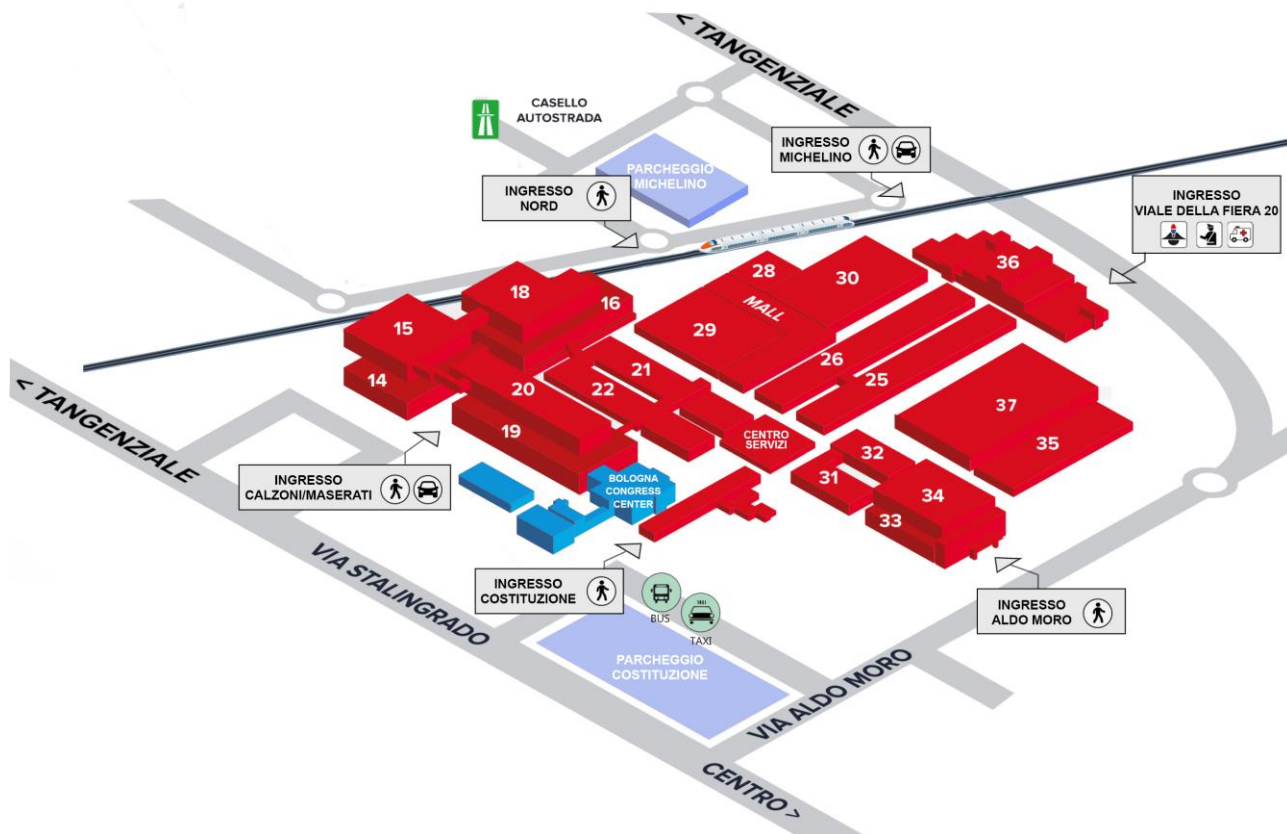 < TANGENZIALE
CASELLO
AUTOSTRADA
INGRESSO
MICHELINO
PARCHEGGIO
MICHELINO
INGRESSO
NORD
INGRESSO
VIALE DELLA FIERA 20
36
28
30
MALL
29
18
16
15
14
26
25
21
22
20
19
37
35
CENTRO
SERVIZI
32
31
34
33
BOLOGNA
CONGRESS
CENTER
< TANGENZIALE
INGRESSO
CALZONI/MASERATI
INGRESSO
COSTITUZIONE
BUS
TAXI
TAXI
INGRESSO
ALDO MORO
VIA STALINGRADO
PARCHEGGIO
COSTITUZIONE
VIA ALDO MORO
CENTRO >